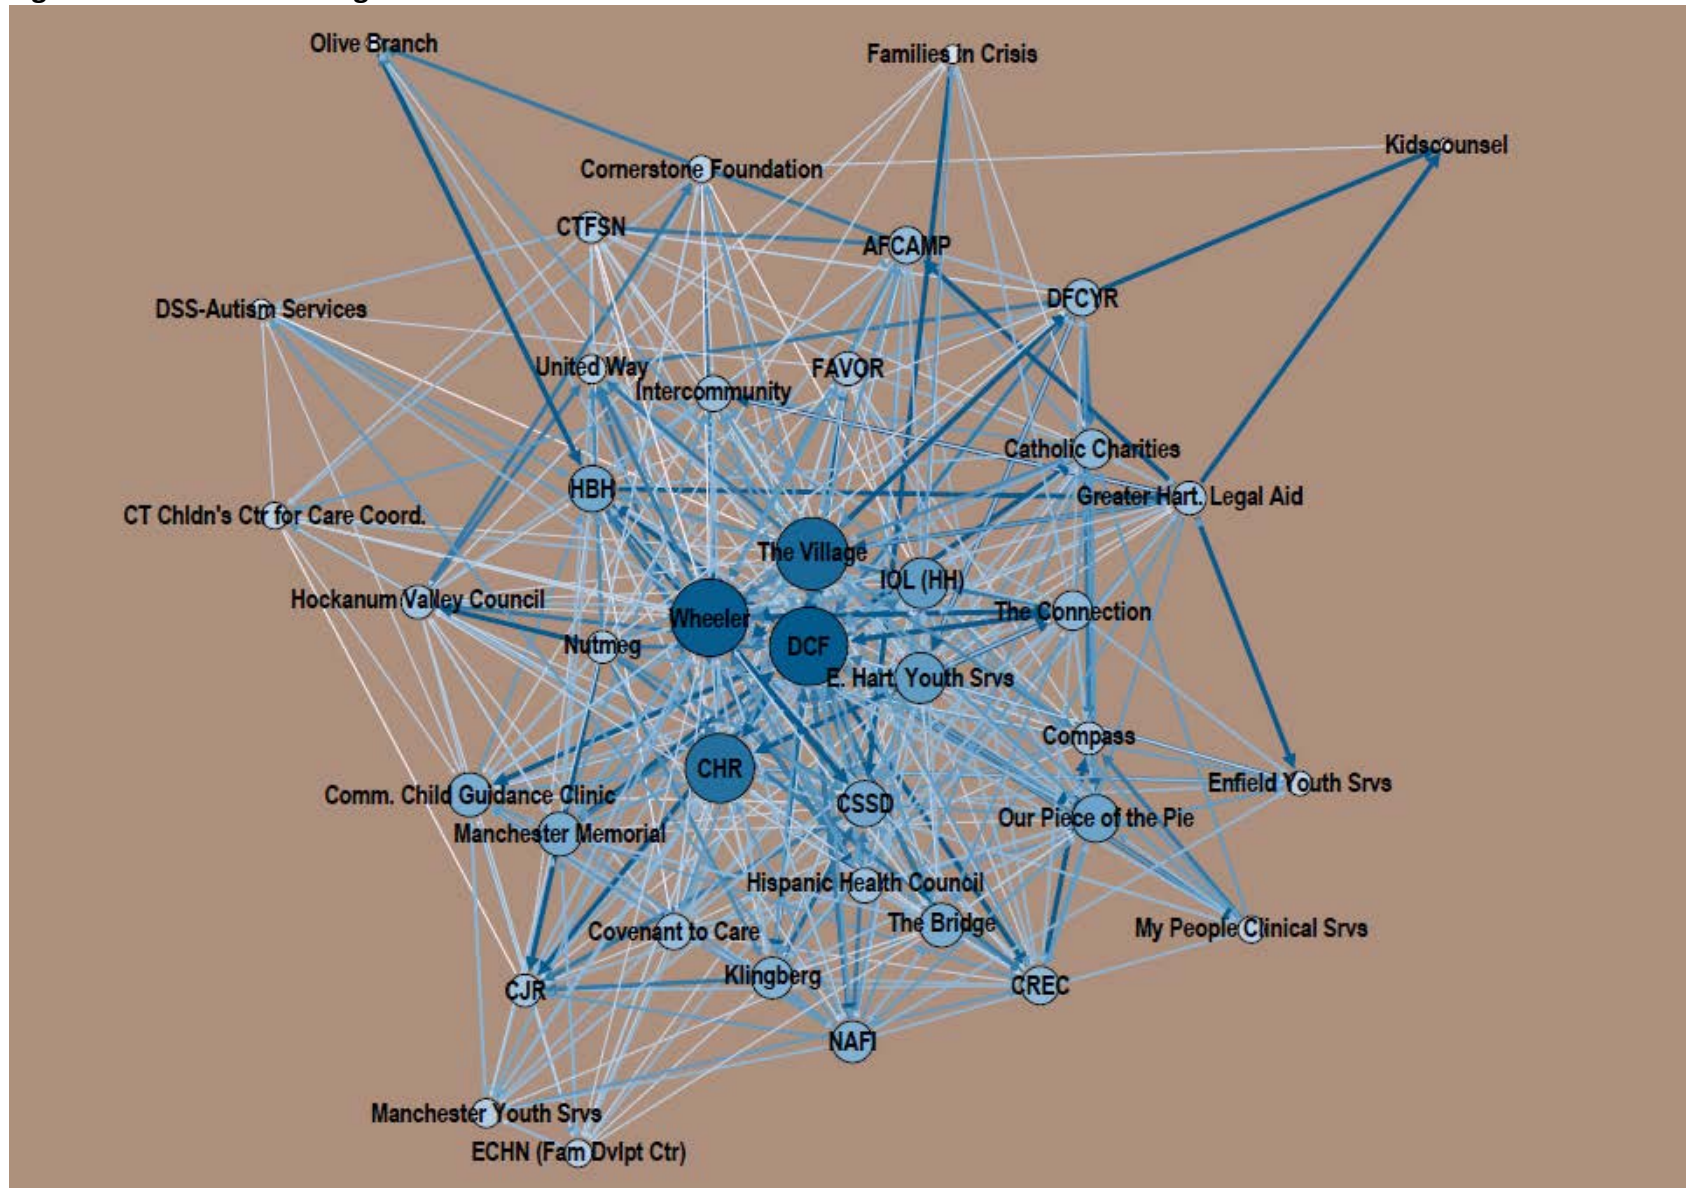 Olive Branch
Families in Crisis
Kidscounsel
Cornerstone Foundation
CTFSN
AFCAMP
DFCYR
DSS-Autism Services
United Way
FAVOR
Intercommunity
Catholic Charities
HBH
Greater Hart. Legal Aid
CT Chldn's Ctr for Care Coord.
The Village
IOL (HH)
Hockanum Valley Council
The Connection
Wheeler
Nutmeg
DCF
E. Hart. Youth Srvs
Compass
CHR
Enfield Youth Srvs
Comm. Child Guidance Clinic
CSSD
Our Piece of the Pie
Manchester Memorial
Hispanic Health Council
The Bridge
My People Clinical Srvs
Covenant to Care
Klingberg
CJR
CREC
NAFI
Manchester Youth Srvs
ECHN (Fam Dvlpt Ctr)